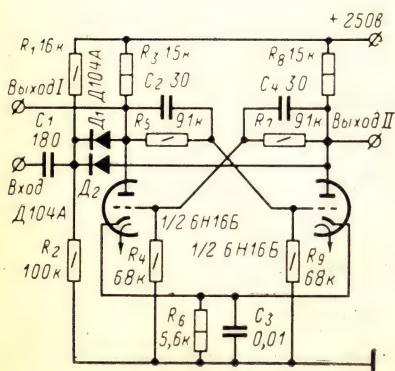 + 250в
R₁ 16к
Д104А
R₃ 15к
R₈ 15к
C₂ 30
C₄ 30
Выход I
R₅
91к
R₇
91к
Выход II
C₁
180
Д₁
Вход
Д₂
Д104А
1/2 6Н16Б
1/2 6Н16Б
R₂
100к
R₄
68к
R₉
68к
R₆
5,6к
C₃
0,01